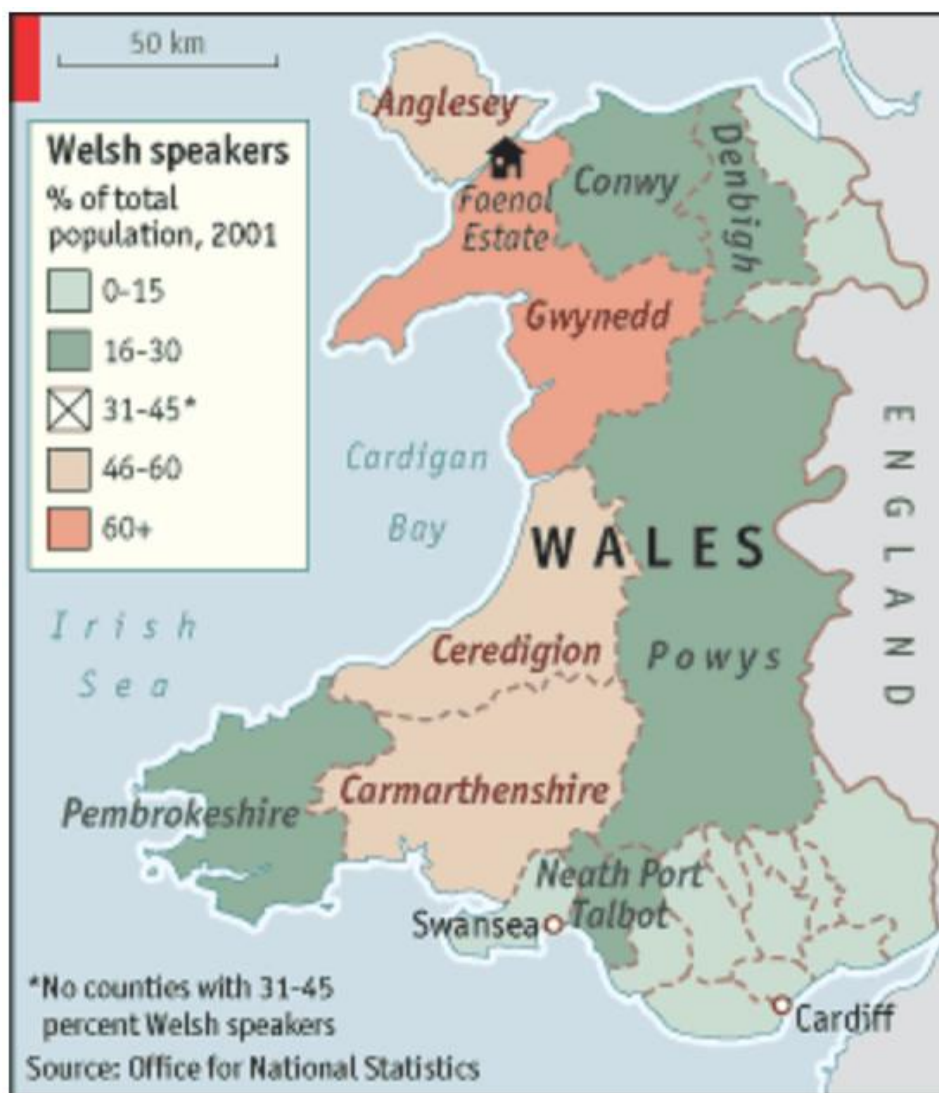 50 km
Welsh speakers
% of total
population, 2001
0-15
16-30
31-45*
46-60
60+
Anglesey
Faenol
Estate
Conwy
Denbigh
Gwynedd
Cardigan
Bay
ENGLAND
WALES
Irish
Sea
Ceredigion
Powys
Carmarthenshire
Pembrokeshire
Neath Port
Talbot
Swansea
Cardiff
*No counties with 31-45
percent Welsh speakers
Source: Office for National Statistics